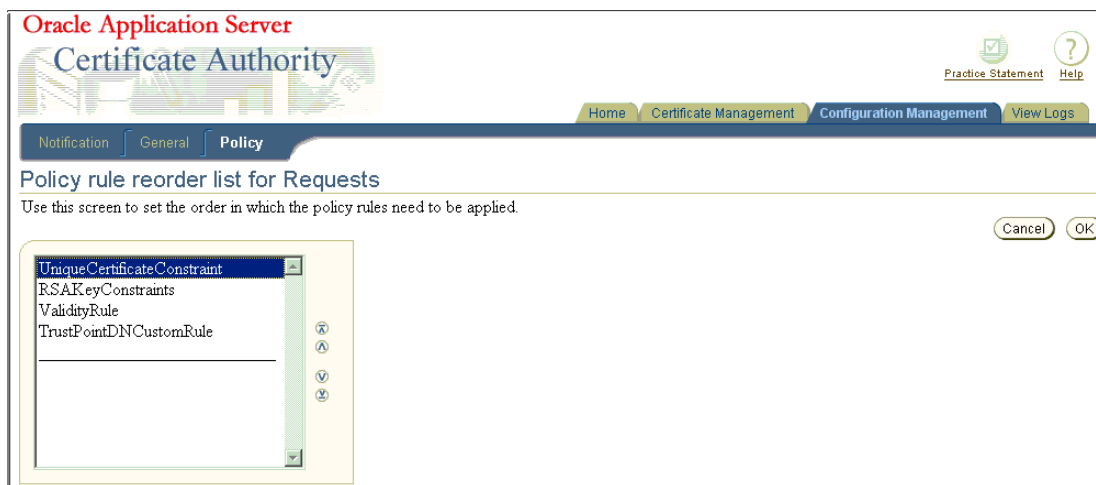 Oracle Application Server
Certificate Authority
Practice Statement Help
Home Certificate Management Configuration Management View Logs
Notification General Policy
Policy rule reorder list for Requests
Use this screen to set the order in which the policy rules need to be applied.
Cancel OK
UniqueCertificateConstraint
RSAKeyConstraints
ValidityRule
TrustPointDNCustomRule